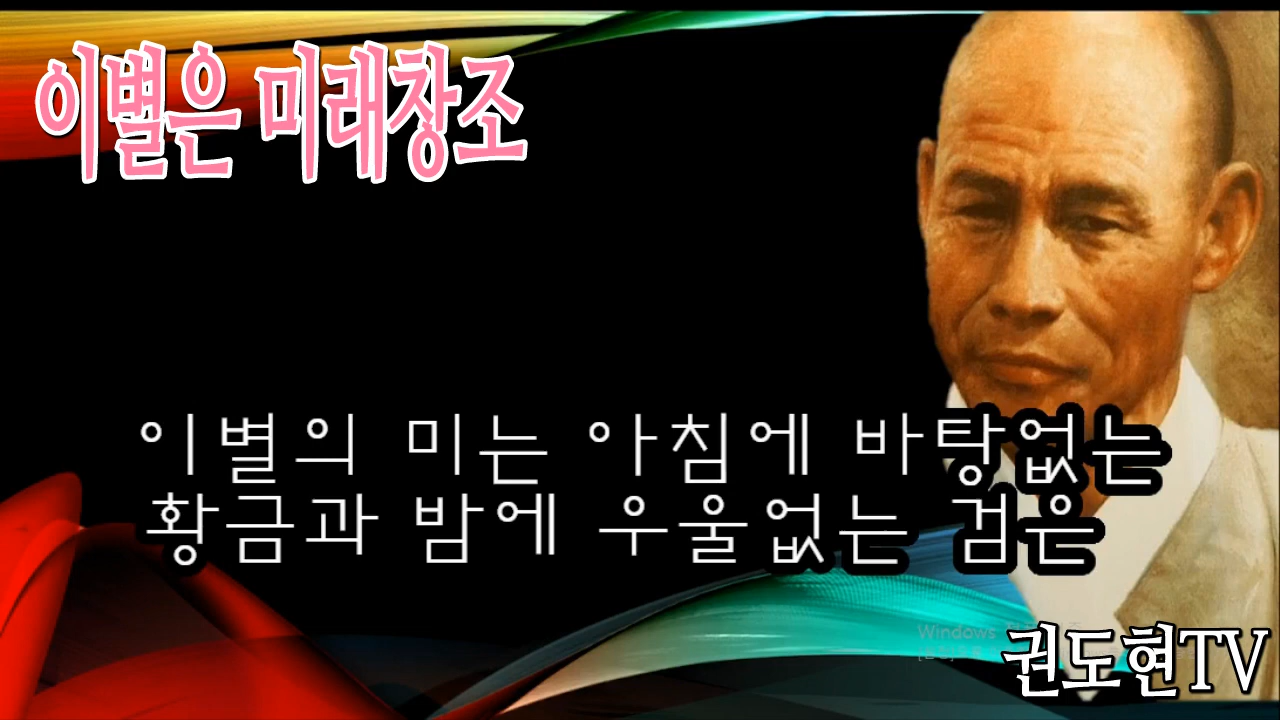 이별은 미래창조
이별의 미는 아침에 바탕없는
황금과 밤에 우울없는 검은
Windows
권도현TV